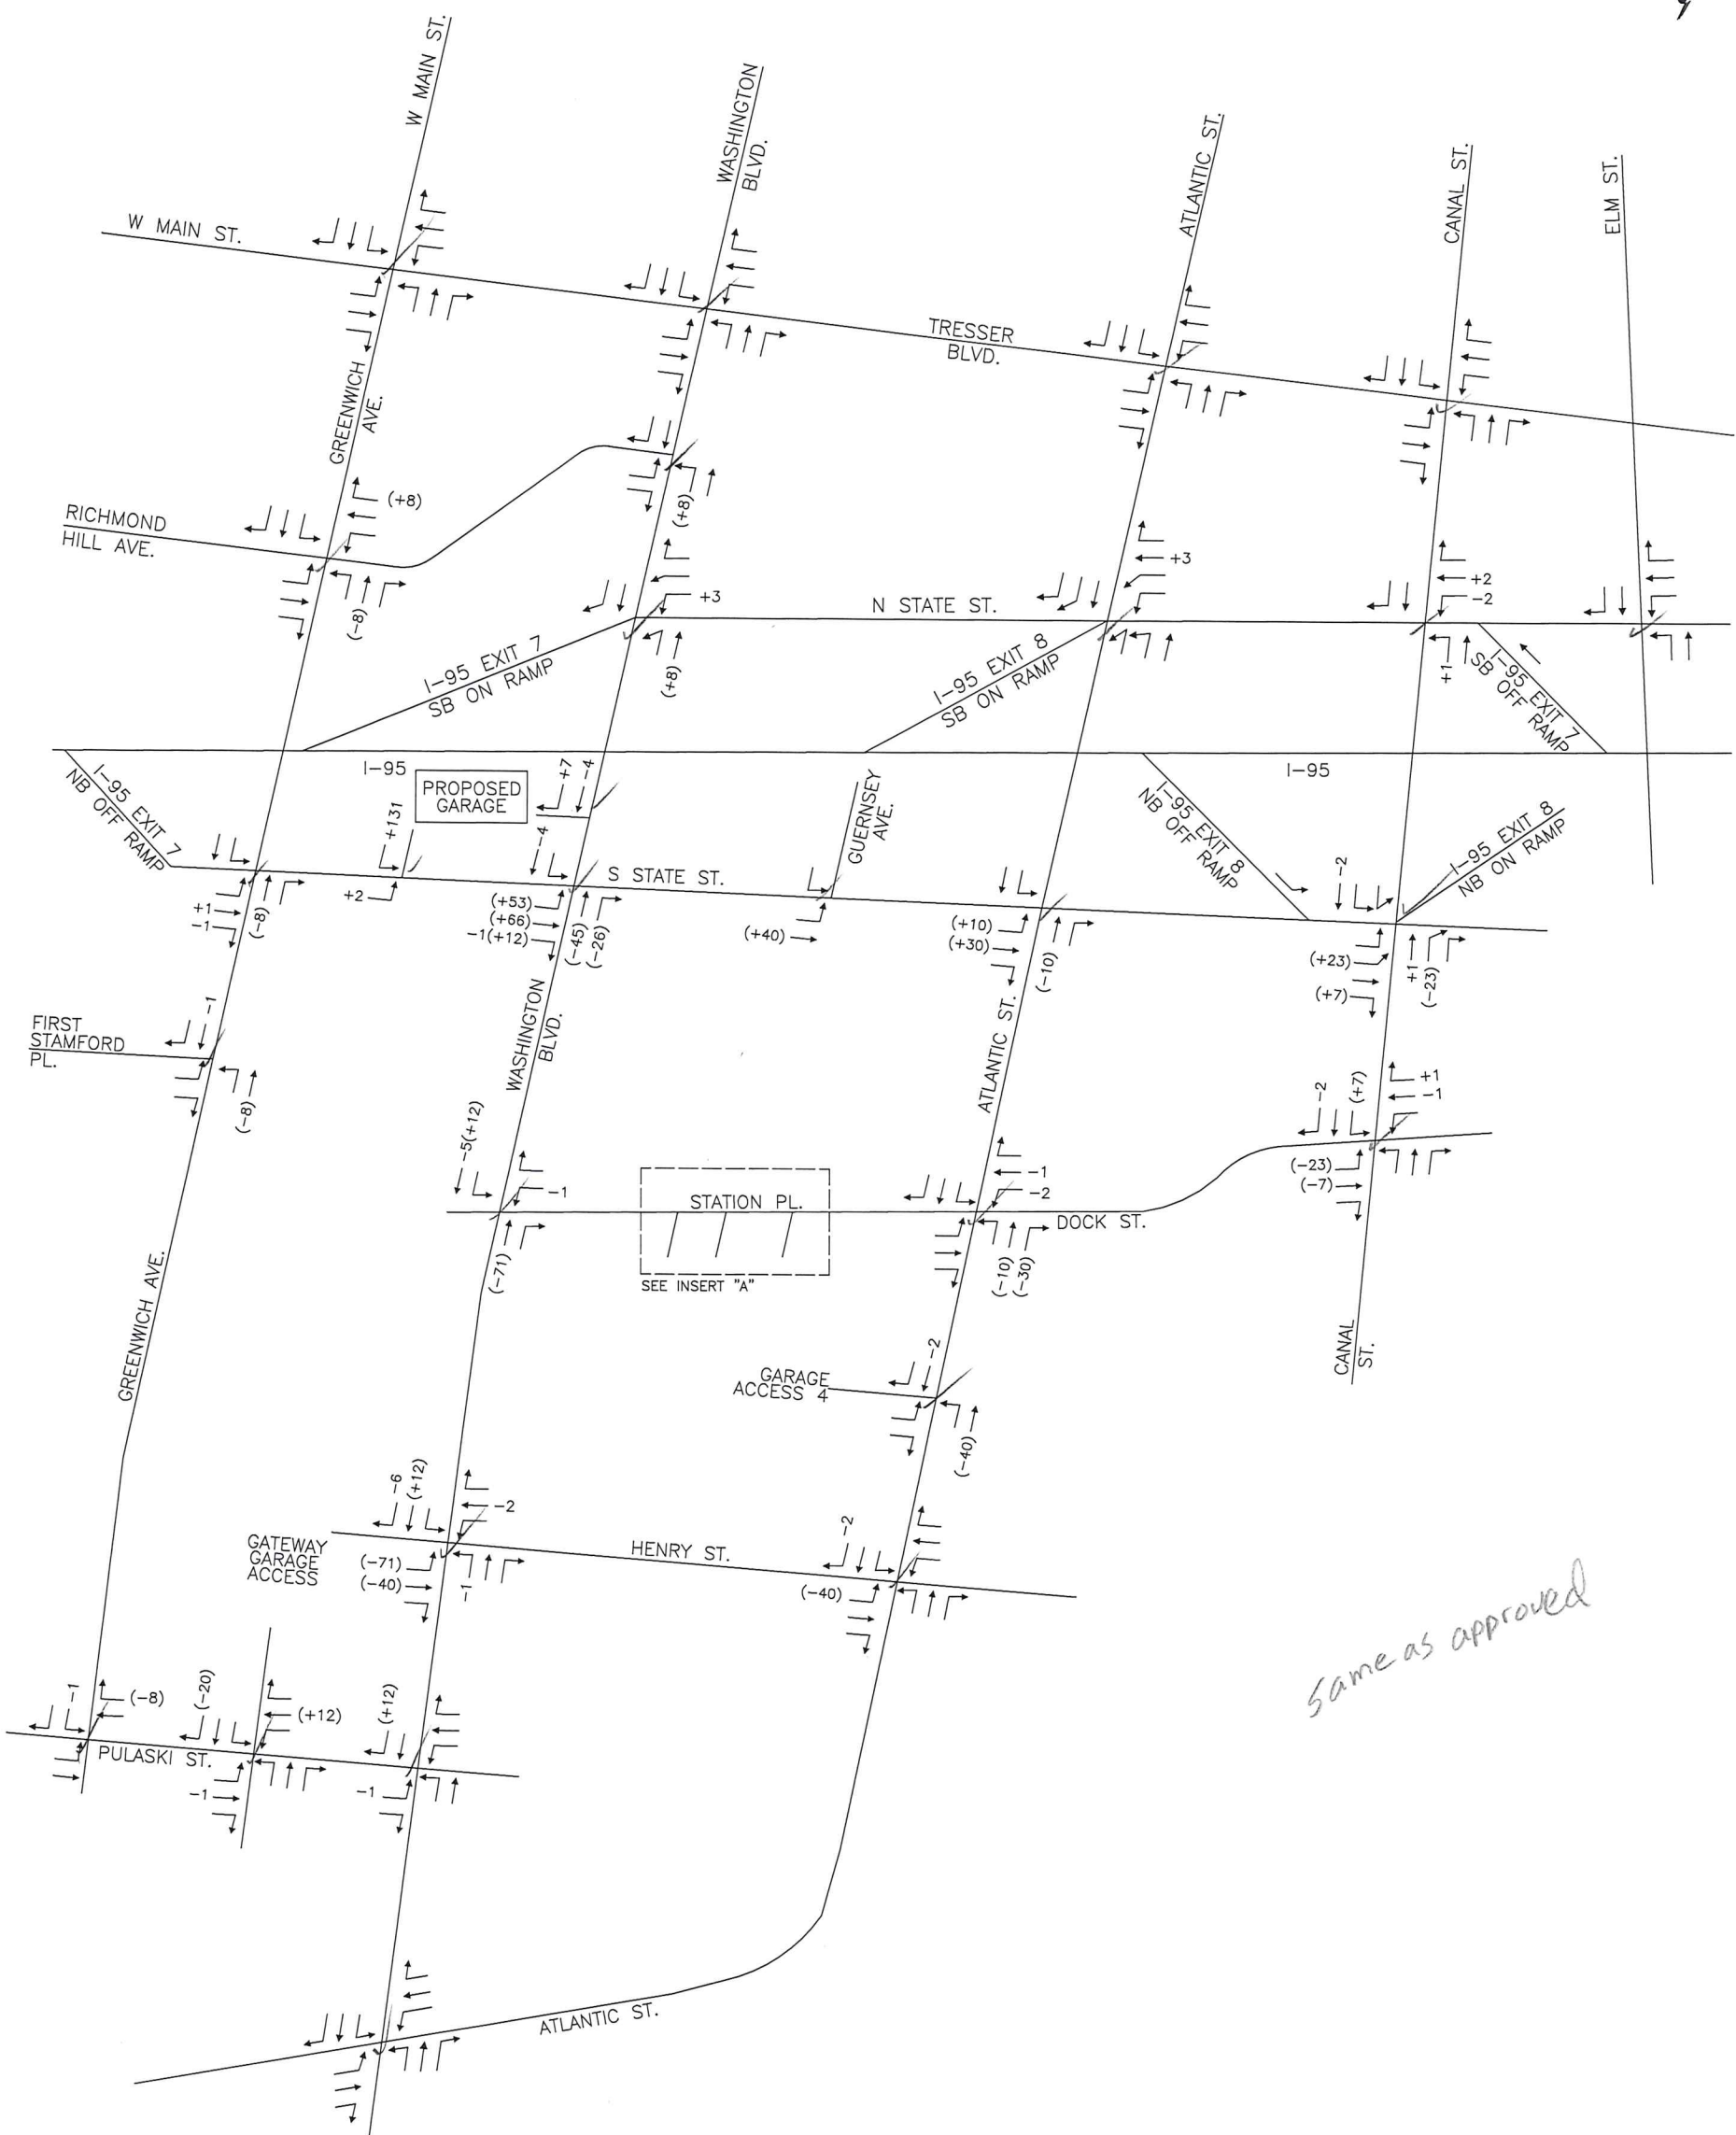 W MAIN ST.
WASHINGTON
BLVD.
ATLANTIC ST.
CANAL ST.
ELM ST.
W MAIN ST.
TRESSER
BLVD.
GREENWICH
AVE.
RICHMOND
HILL AVE.
(+8)
(-8)
(+8)
+3
(+8)
N STATE ST.
+3
+2
-2
+1
I-95 EXIT 7
SB ON RAMP
I-95 EXIT 8
SB ON RAMP
I-95 EXIT 7
SB OFF RAMP
I-95
I-95
I-95 EXIT 7
NB OFF RAMP
PROPOSED
GARAGE
+131
+7
-4
-4
GUERNSEY
AVE.
I-95 EXIT 8
NB OFF RAMP
I-95 EXIT 8
NB ON RAMP
-2
S STATE ST.
+1
-1
(-8)
+2
(+53)
(+66)
-1(+12)
(-45)
(-26)
(+40)
(+10)
(+30)
(-10)
(+23)
(+7)
+1
(-23)
FIRST
STAMFORD
PL.
-1
(-8)
WASHINGTON
BLVD.
ATLANTIC ST.
-5(+12)
-1
(-71)
STATION PL.
SEE INSERT "A"
-1
-2
(-10)
(-30)
DOCK ST.
-2
(+7)
+1
-1
(-23)
(-7)
CANAL
ST.
GREENWICH AVE.
GARAGE
ACCESS 4
-2
(-40)
-6
(+12)
-2
GATEWAY
GARAGE
ACCESS
(-71)
(-40)
-1
HENRY ST.
-2
(-40)
same as approved
-1
(-8)
(-20)
(+12)
(+12)
PULASKI ST.
-1
-1
ATLANTIC ST.